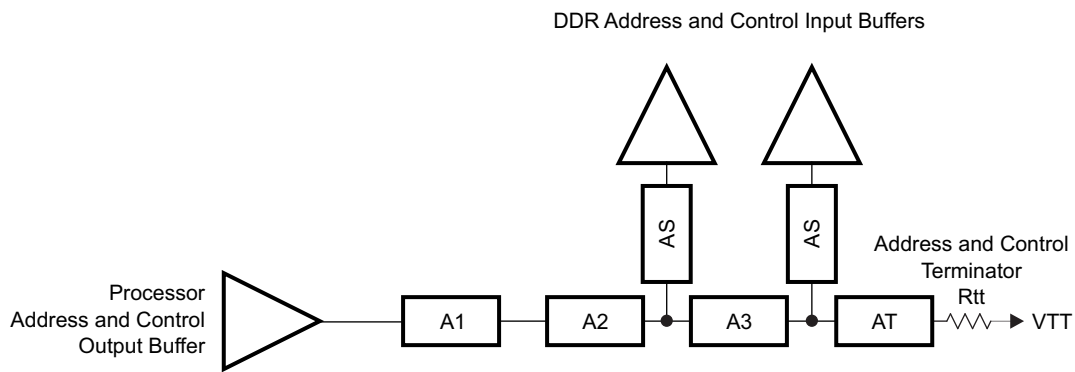 DDR Address and Control Input Buffers
AS
AS
Processor
Address and Control
Output Buffer
A1
A2
A3
AT
Address and Control
Terminator
Rtt
VTT